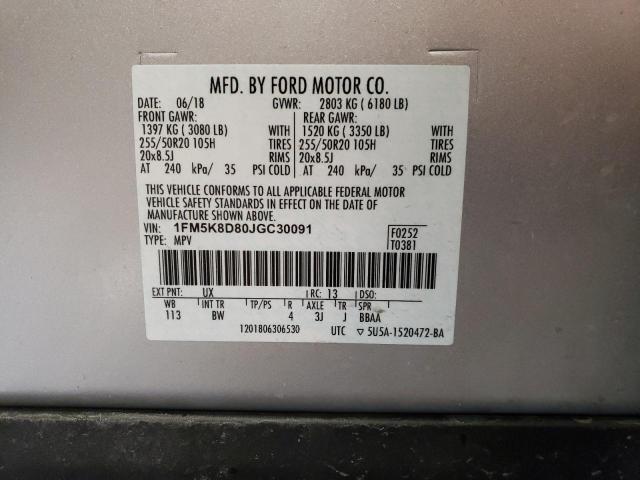 MFD. BY FORD MOTOR CO.
DATE: 06/18 GVWR: 2803 KG ( 6180 LB)
FRONT GAWR: REAR GAWR:
1397 KG ( 3080 LB) WITH 1520 KG ( 3350 LB) WITH
255/50R20 105H TIRES 255/50R20 105H TIRES
20x8.5J RIMS 20x8.5J RIMS
AT 240 kPa/ 35 PSI COLD AT 240 kPa/ 35 PSI COLD
THIS VEHICLE CONFORMS TO ALL APPLICABLE FEDERAL MOTOR
VEHICLE SAFETY STANDARDS IN EFFECT ON THE DATE OF
MANUFACTURE SHOWN ABOVE.
VIN: 1FM5K8D80JGC30091 F0252
TYPE: MPV T0381
EXT PNT: UX RC: 13 DSO:
WB INT TR TP/PS R AXLE TR SPR
113 BW 4 3J J BBAA
1201806306530 UTC ▽ 5U5A-1520472-BA